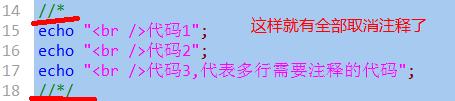 14 //*
15 echo "<br />代码1"; 这样就有全部取消注释了
16 echo "<br />代码2";
17 echo "<br />代码3,代表多行需要注释的代码";
18 //*/